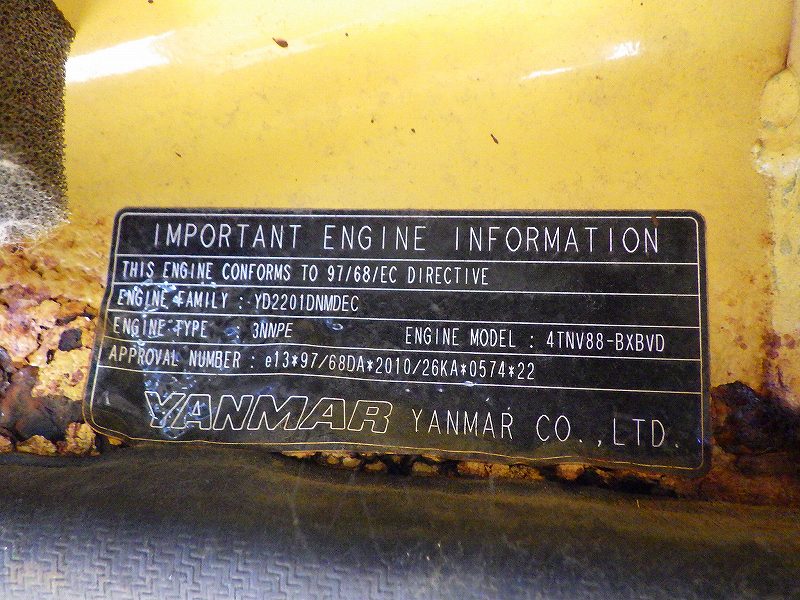 IMPORTANT ENGINE INFORMATION
THIS ENGINE CONFORMS TO 97/68/EC DIRECTIVE
ENGINE FAMILY : YD2201DNMDEC
ENGINE TYPE : 3NNPE ENGINE MODEL : 4TNV88-BXBVD
APPROVAL NUMBER : e13*97/68DA*2010/26KA*0574*22
YANMAR YANMAR CO.,LTD.